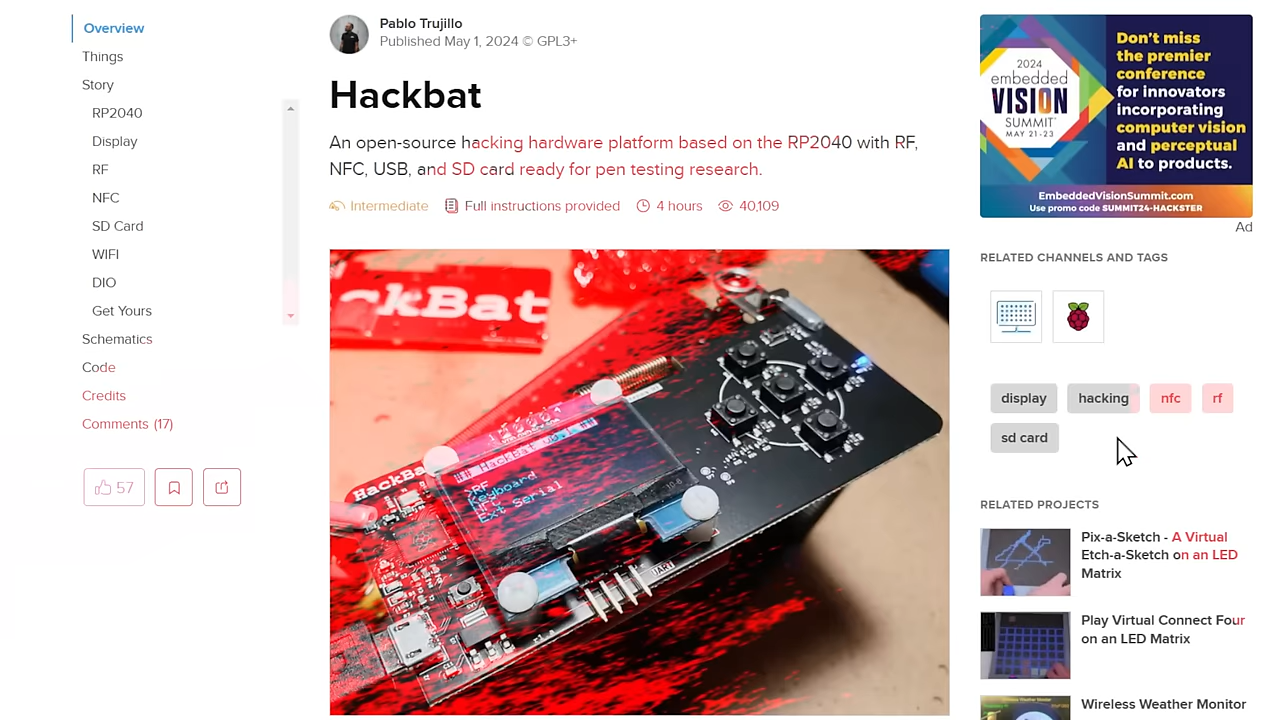 Overview
Things
Story
RP2040
Display
RF
NFC
SD Card
WIFI
DIO
Get Yours
Schematics
Code
Credits
Comments (17)
57
Pablo Trujillo
Published May 1, 2024 © GPL3+
Hackbat
An open-source hacking hardware platform based on the RP2040 with RF,
NFC, USB, and SD card ready for pen testing research.
Intermediate
Full instructions provided
4 hours
40,109
ckBat
## HackBat
>RF
Keyboard
NFC
Ext Serial
HackBa
UART
Don't miss
the premier
conference
for innovators
incorporating
computer vision
and perceptual
AI to products.
2024
embedded
VISION
SUMMIT
MAY 21-23
EmbeddedVisionSummit.com
Use promo code SUMMIT24-HACKSTER
Ad
RELATED CHANNELS AND TAGS
display
hacking
nfc
rf
sd card
RELATED PROJECTS
Pix-a-Sketch - A Virtual
Etch-a-Sketch on an LED
Matrix
Play Virtual Connect Four
on an LED Matrix
Wireless Weather Monitor